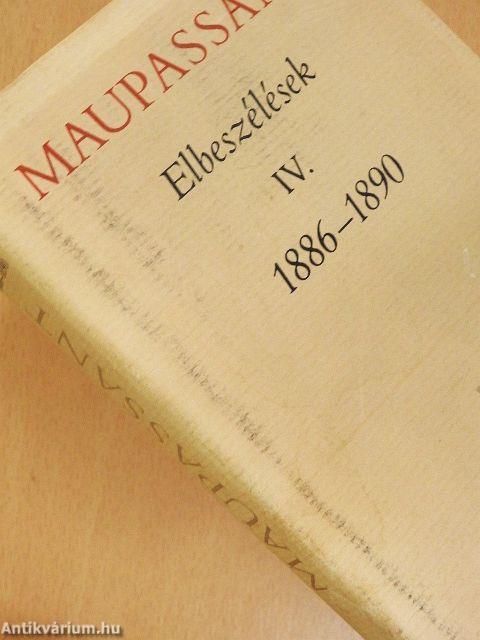 MAUPASSAN
Elbeszélések
IV.
1886–1890
MAUPASSANT
Antikvárium.hu